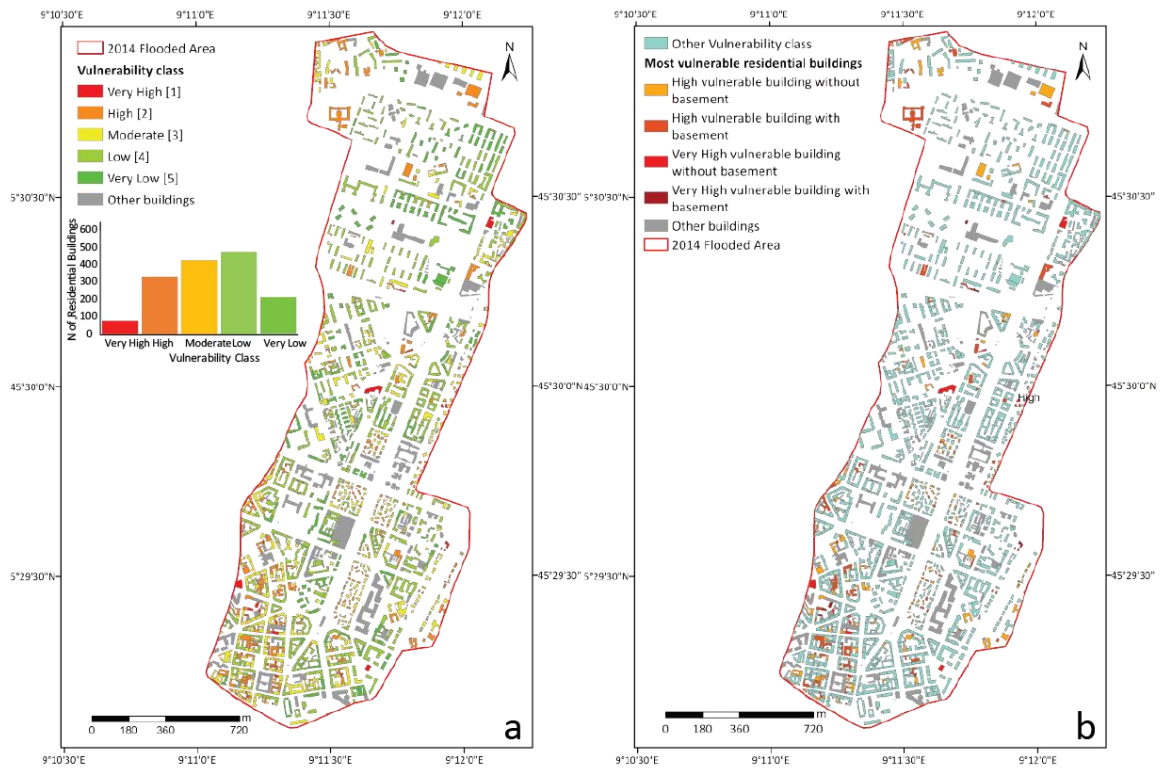 9°10'30"E
9°11'0"E
9°11'30"E
9°12'0"E
2014 Flooded Area
Vulnerability class
Very High [1]
High [2]
Moderate [3]
Low [4]
Very Low [5]
Other buildings
N
N of Residential Buildings
600
500
400
300
200
100
0
Very High
High
Moderate
Low
Very Low
Vulnerability Class
5°30'30"N
45°30'0"N
5°29'30"N
0
180
360
720
m
a
9°10'30"E
9°11'0"E
9°11'30"E
9°12'0"E
9°10'30"E
9°11'0"E
9°11'30"E
9°12'0"E
Other Vulnerability class
Most vulnerable residential buildings
High vulnerable building without
basement
High vulnerable building with
basement
Very High vulnerable building
without basement
Very High vulnerable building with
basement
Other buildings
2014 Flooded Area
N
45°30'30"N
5°30'30"N
45°30'0"N
5°30'0"N
High
45°29'30"N
5°29'30"N
0
180
360
720
m
b
45°30'30"N
45°30'0"N
45°29'30"N
9°10'30"E
9°11'0"E
9°11'30"E
9°12'0"E